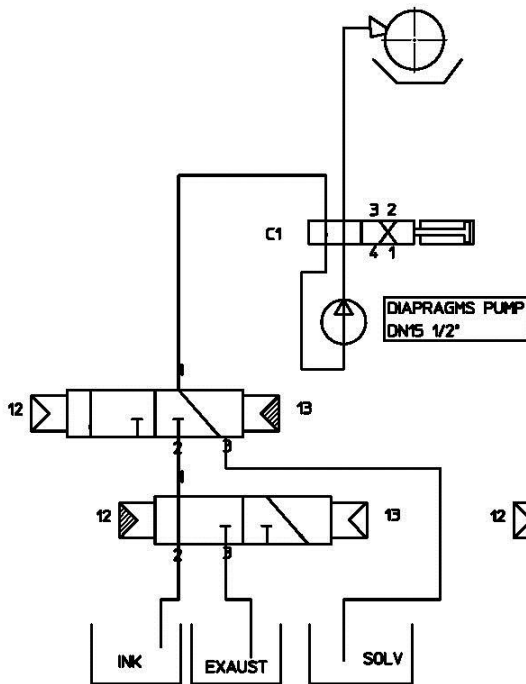 3 2
C1
4 1
DIAPRAGMS PUMP
DN15 1/2"
1
12
13
2 3
1
12
13
12
2 3
INK
EXAUST
SOLV